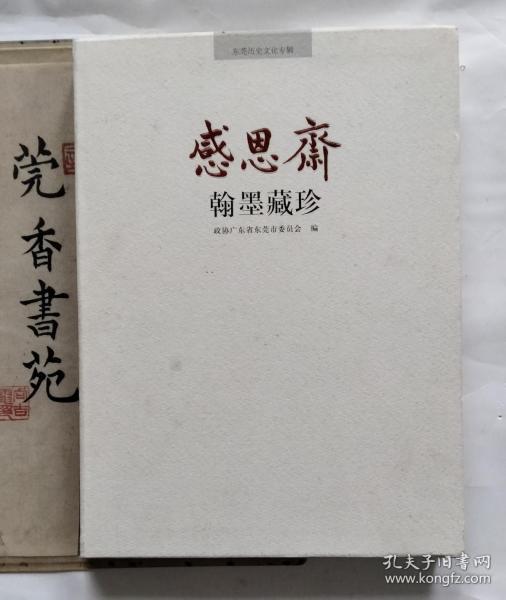 东莞历史文化专辑
感恩齋
翰墨藏珍
政协广东省东莞市委员会 编
莞香書苑
孔夫子旧書网
www.kongfz.com